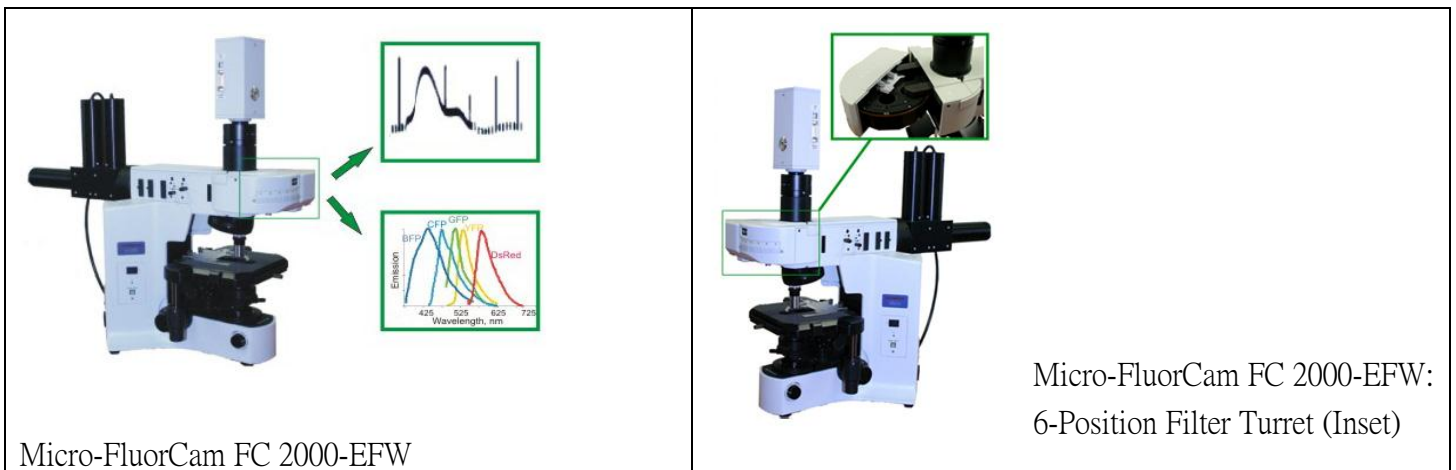 BFP
CFP
GFP
YFP
DsRed
Emission
425 525 625 725
Wavelength, nm
Micro-FluorCam FC 2000-EFW
Micro-FluorCam FC 2000-EFW:
6-Position Filter Turret (Inset)